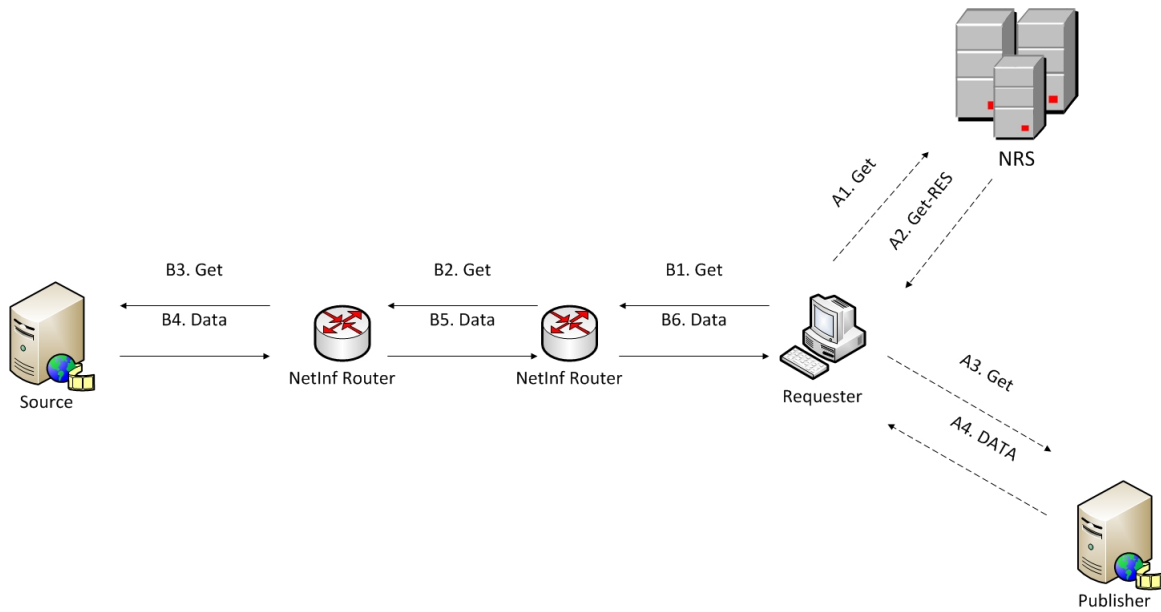 NRS
A1. Get
A2. Get-RES
B3. Get
B2. Get
B1. Get
B4. Data
B5. Data
B6. Data
NetInf Router
NetInf Router
Source
Requester
A3. Get
A4. DATA
Publisher